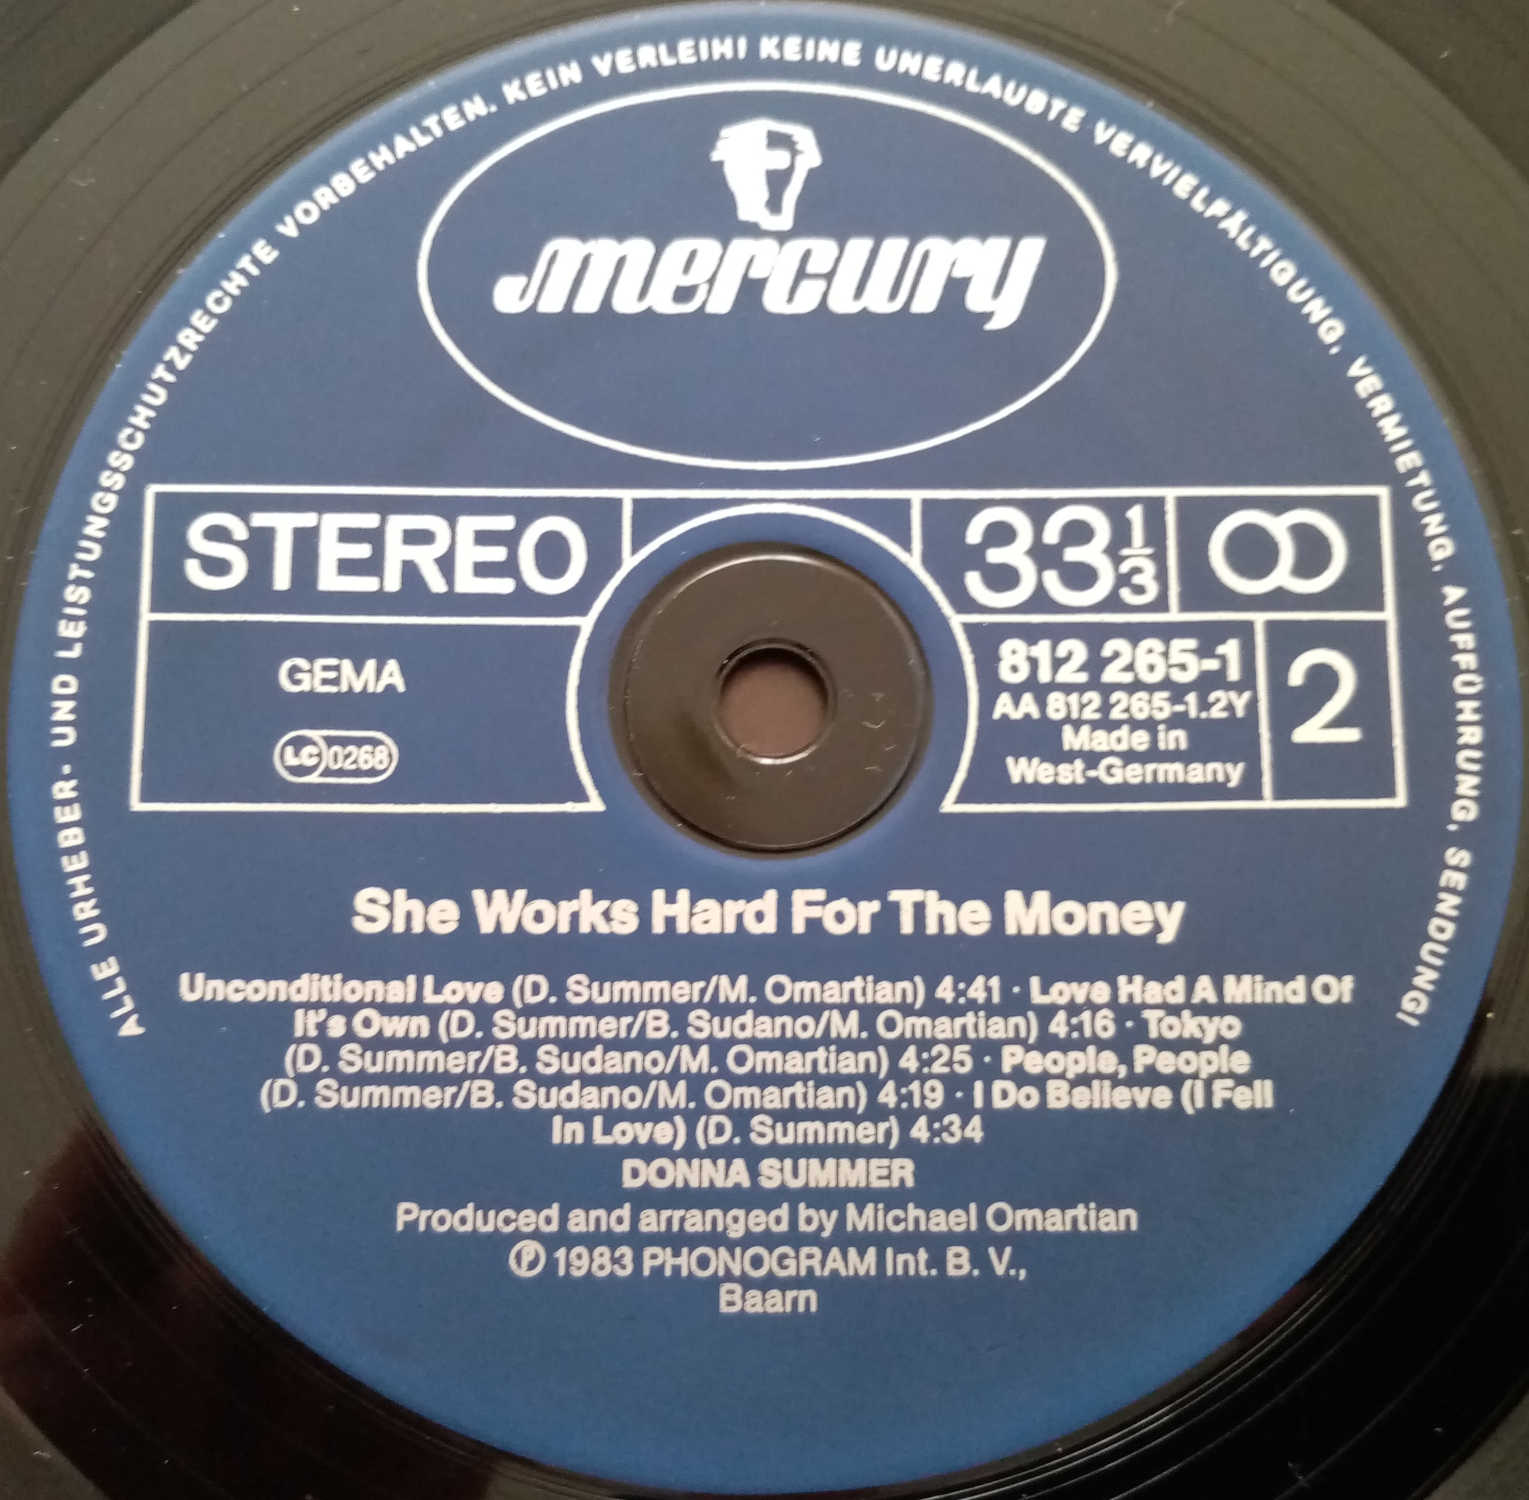 ALLE URHEBER- UND LEISTUNGSSCHUTZRECHTE VORBEHALTEN. KEIN VERLEIH! KEINE UNERLAUBTE VERVIELFÄLTIGUNG, VERMIETUNG, AUFFÜHRUNG, SENDUNG!
mercury
STEREO
33 1/3
GEMA
LC 0268
812 265-1
AA 812 265-1.2Y
Made in
West-Germany
2
She Works Hard For The Money
Unconditional Love (D. Summer/M. Omartian) 4:41 · Love Had A Mind Of
It's Own (D. Summer/B. Sudano/M. Omartian) 4:16 · Tokyo
(D. Summer/B. Sudano/M. Omartian) 4:25 · People, People
(D. Summer/B. Sudano/M. Omartian) 4:19 · I Do Believe (I Fell
In Love) (D. Summer) 4:34
DONNA SUMMER
Produced and arranged by Michael Omartian
℗ 1983 PHONOGRAM Int. B. V.,
Baarn